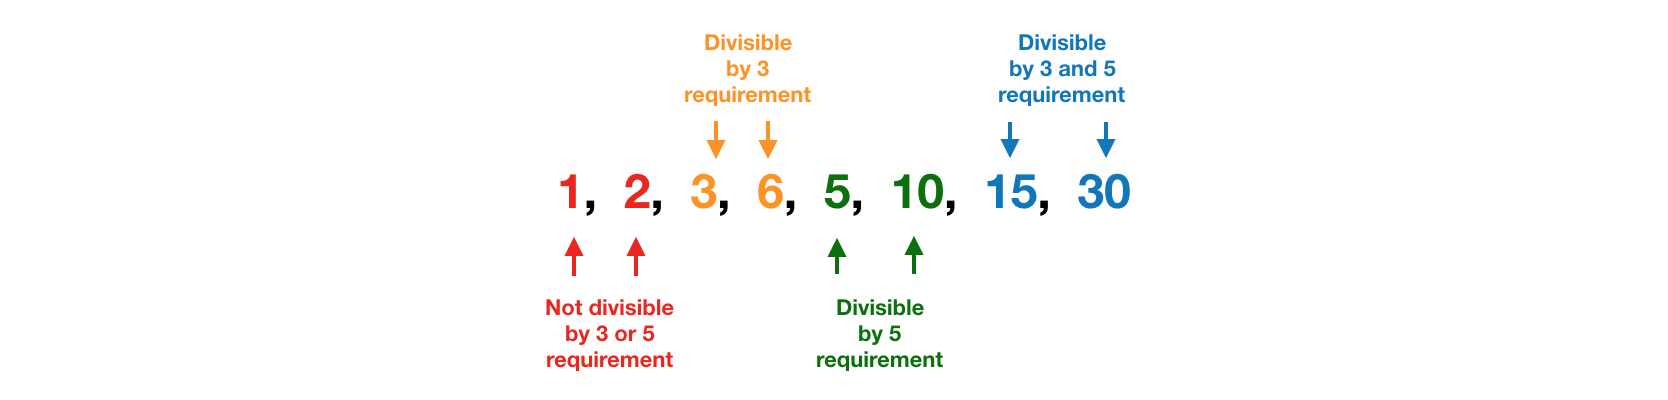 Divisible
by 3
requirement
Divisible
by 3 and 5
requirement
1, 2, 3, 6, 5, 10, 15, 30
Not divisible
by 3 or 5
requirement
Divisible
by 5
requirement